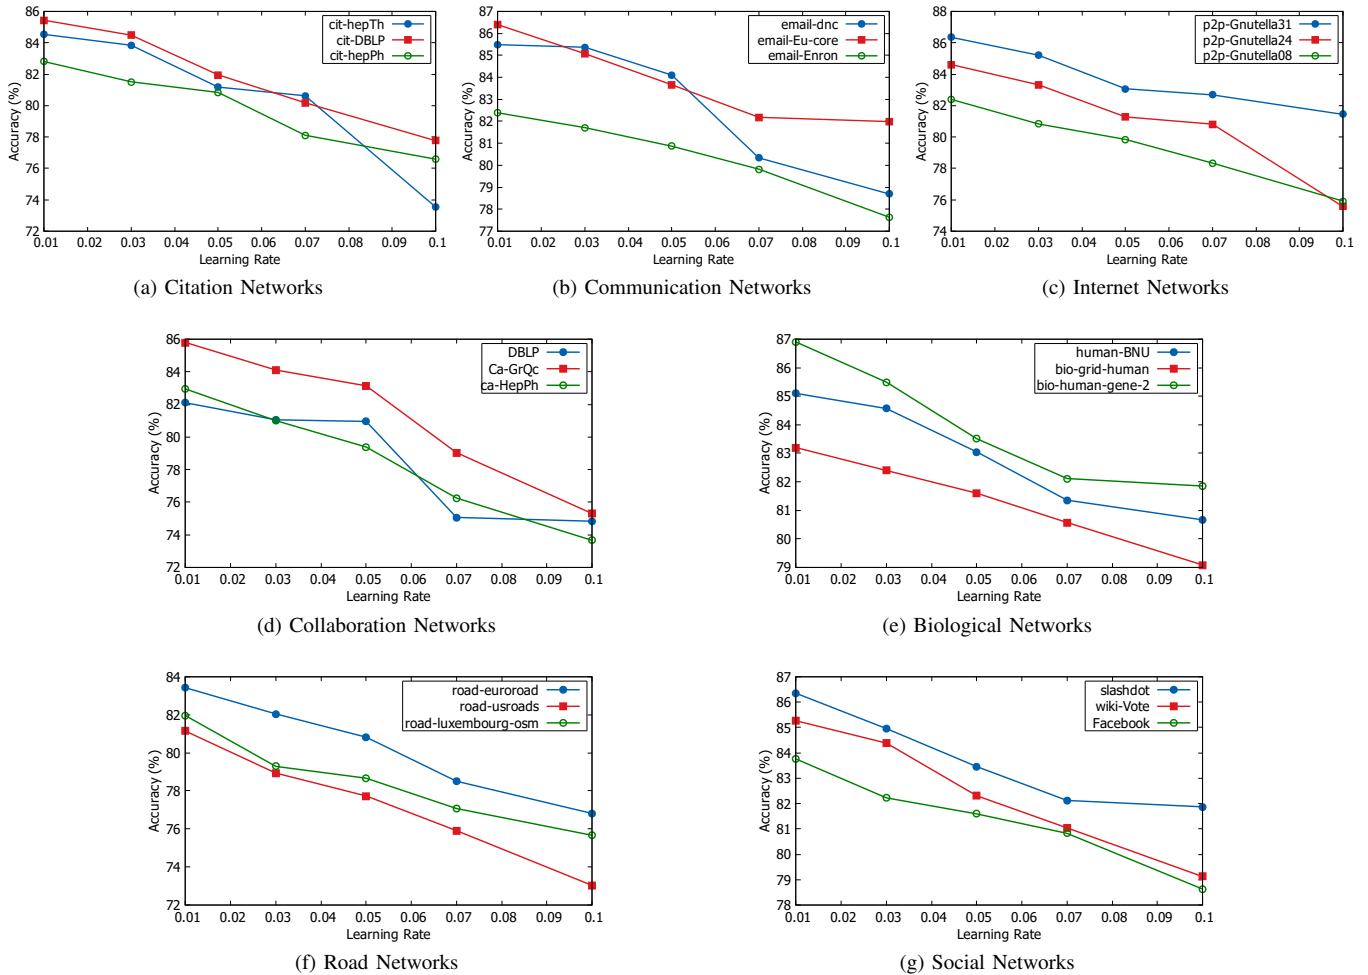 86
84
82
80
78
76
74
72
0.01 0.02 0.03 0.04 0.05 0.06 0.07 0.08 0.09 0.1
Accuracy (%)
Learning Rate
cit-hepTh
cit-DBLP
cit-hepPh
(a) Citation Networks
87
86
85
84
83
82
81
80
79
78
77
0.01 0.02 0.03 0.04 0.05 0.06 0.07 0.08 0.09 0.1
Accuracy (%)
Learning Rate
email-dnc
email-Eu-core
email-Enron
(b) Communication Networks
88
86
84
82
80
78
76
74
0.01 0.02 0.03 0.04 0.05 0.06 0.07 0.08 0.09 0.1
Accuracy (%)
Learning Rate
p2p-Gnutella31
p2p-Gnutella24
p2p-Gnutella08
(c) Internet Networks
86
84
82
80
78
76
74
72
0.01 0.02 0.03 0.04 0.05 0.06 0.07 0.08 0.09 0.1
Accuracy (%)
Learning Rate
DBLP
Ca-GrQc
ca-HepPh
(d) Collaboration Networks
87
86
85
84
83
82
81
80
79
0.01 0.02 0.03 0.04 0.05 0.06 0.07 0.08 0.09 0.1
Accuracy (%)
Learning Rate
human-BNU
bio-grid-human
bio-human-gene-2
(e) Biological Networks
84
82
80
78
76
74
72
0.01 0.02 0.03 0.04 0.05 0.06 0.07 0.08 0.09 0.1
Accuracy (%)
Learning Rate
road-euroroad
road-usroads
road-luxembourg-osm
(f) Road Networks
87
86
85
84
83
82
81
80
79
78
0.01 0.02 0.03 0.04 0.05 0.06 0.07 0.08 0.09 0.1
Accuracy (%)
Learning Rate
slashdot
wiki-Vote
Facebook
(g) Social Networks